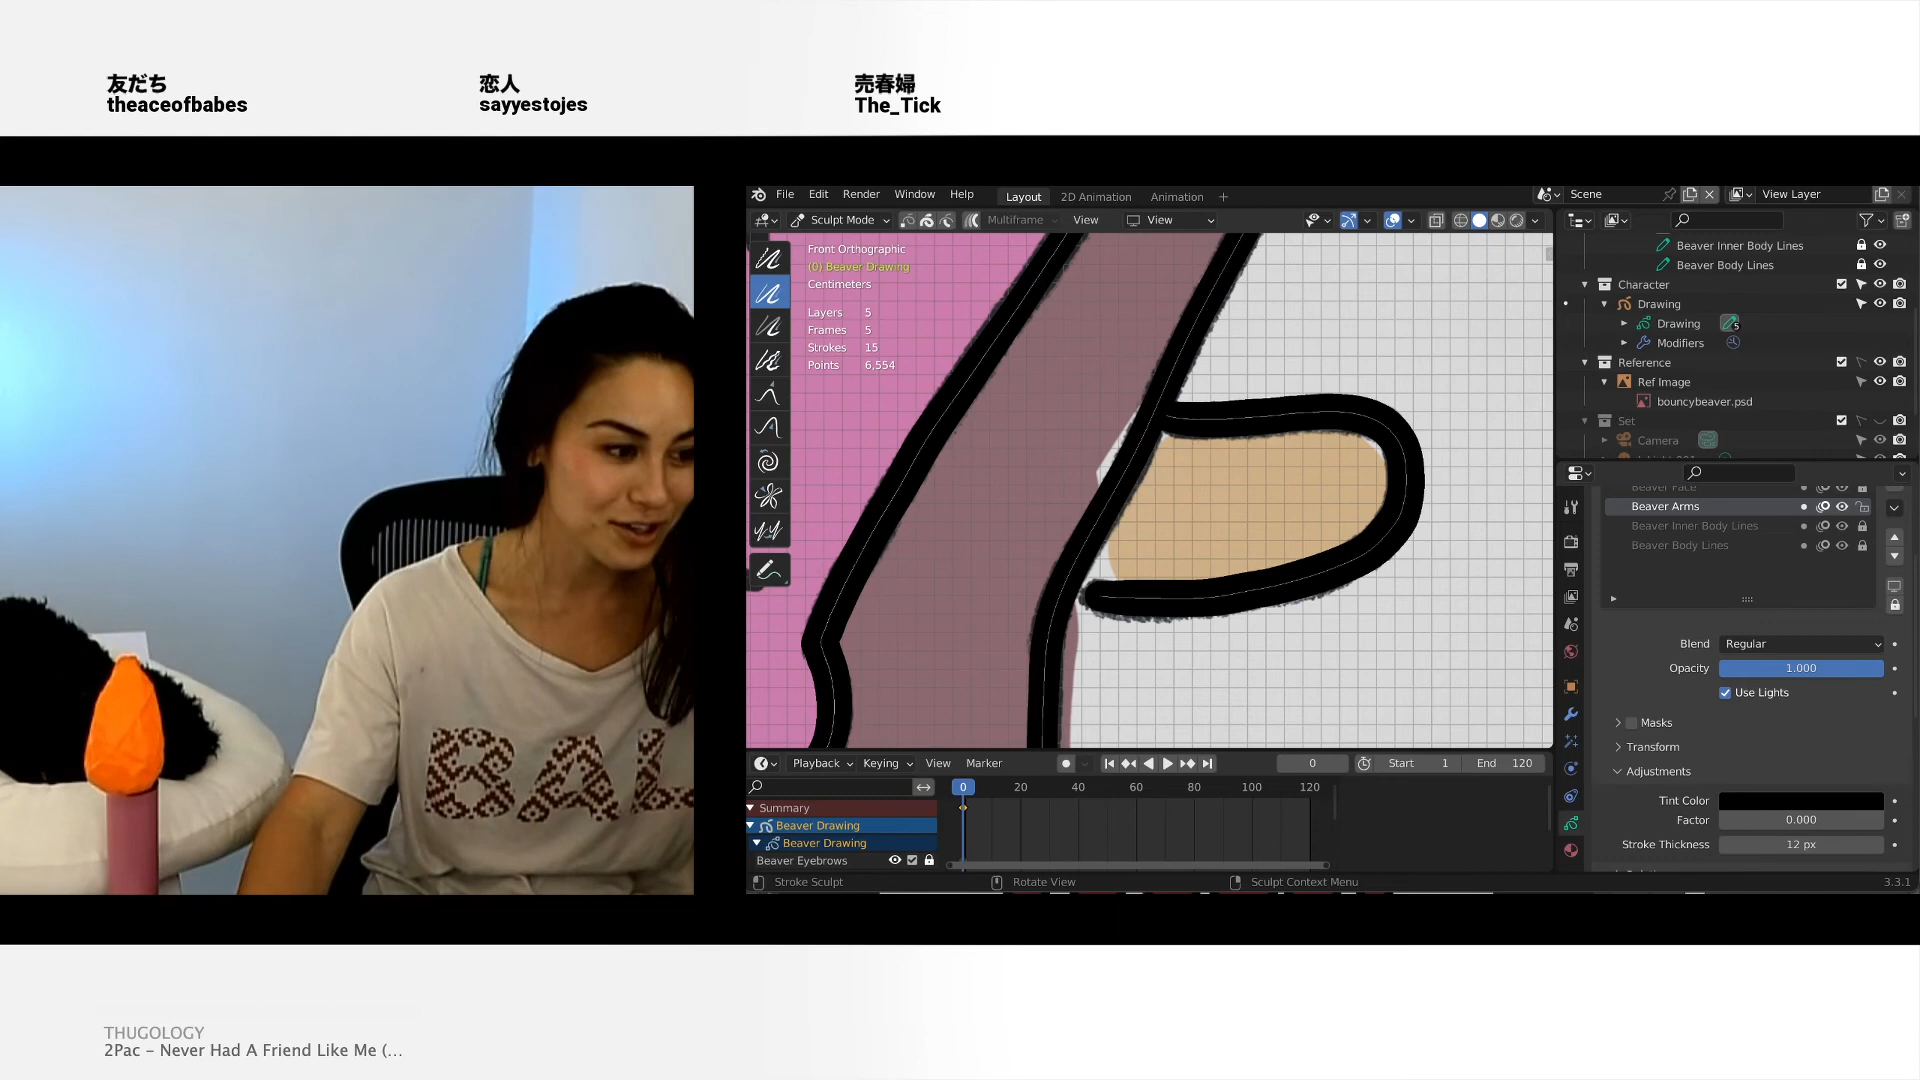 友だち
theaceofbabes
恋人
sayyestojes
売春婦
The_Tick
File Edit Render Window Help Layout 2D Animation Animation +
Scene
View Layer
Sculpt Mode
Multiframe
View
View
Front Orthographic
(0) Beaver Drawing
Centimeters
Layers 5
Frames 5
Strokes 15
Points 6,554
Beaver Inner Body Lines
Beaver Body Lines
Character
Drawing
Drawing 5
Modifiers
Reference
Ref Image
bouncybeaver.psd
Set
Camera
Beaver Face
Beaver Arms
Beaver Inner Body Lines
Beaver Body Lines
Blend Regular
Opacity 1.000
Use Lights
Masks
Transform
Adjustments
Tint Color
Factor 0.000
Stroke Thickness 12 px
BAL
Playback Keying View Marker
0
Start 1
End 120
0 20 40 60 80 100 120
Summary
Beaver Drawing
Beaver Drawing
Beaver Eyebrows
Stroke Sculpt
Rotate View
Sculpt Context Menu
3.3.1
THUGOLOGY
2Pac - Never Had A Friend Like Me (...